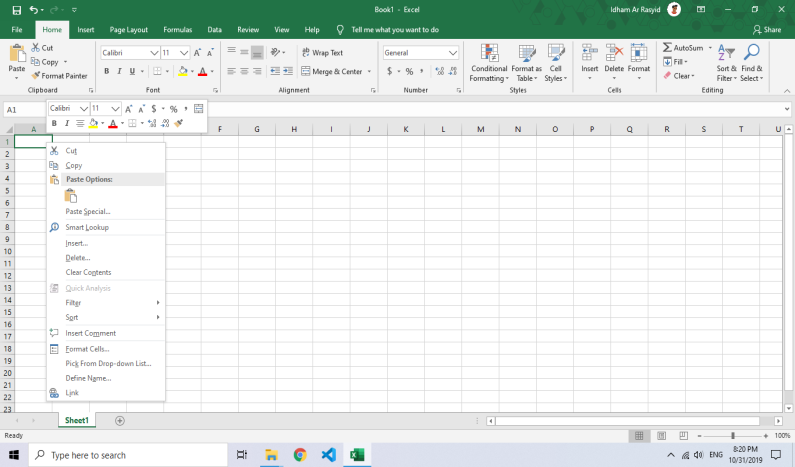 Book1 - Excel
Idham Ar Rasyid
File Home Insert Page Layout Formulas Data Review View Help Tell me what you want to do Share
Paste
Cut
Copy
Format Painter
Clipboard
Calibri 11 A A
B I U A
Font
Wrap Text
Merge & Center
Alignment
General
$ % ,
Number
Conditional Formatting
Format as Table
Cell Styles
Styles
Insert Delete Format
Cells
AutoSum
Fill
Clear
Sort & Filter
Find & Select
Editing
A1
Calibri 11 A A $ % ,
B I A
A F G H I J K L M N O P Q R S T U
1
2
3
4
5
6
7
8
9
10
11
12
13
14
15
16
17
18
19
20
21
22
23
Cut
Copy
Paste Options:
Paste Special...
Smart Lookup
Insert...
Delete...
Clear Contents
Quick Analysis
Filter
Sort
Insert Comment
Format Cells...
Pick From Drop-down List...
Define Name...
Link
Sheet1
Ready
100%
Type here to search
ENG
8:20 PM
10/31/2019